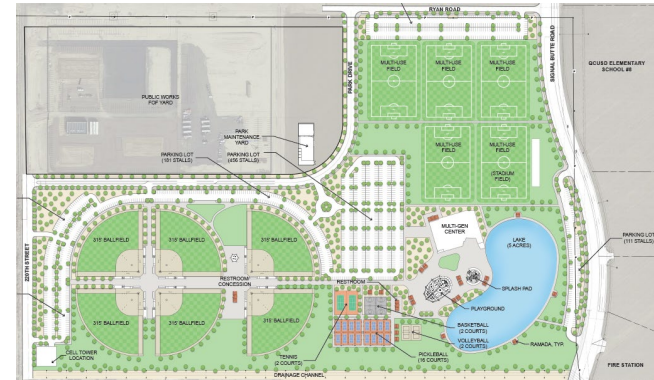 RYAN ROAD
PARK DRIVE
SIGNAL BUTTE ROAD
QCUSD ELEMENTARY
SCHOOL #8
MULTI-USE
FIELD
MULTI-USE
FIELD
MULTI-USE
FIELD
PUBLIC WORKS
FOF YARD
PARK
MAINTENANCE
YARD
PARKING LOT
(181 STALLS)
PARKING LOT
(456 STALLS)
MULTI-USE
FIELD
MULTI-USE
FIELD
(STADIUM
FIELD)
MULTI-GEN
CENTER
LAKE
(5 ACRES)
PARKING LOT
(111 STALLS)
220TH STREET
315' BALLFIELD
315' BALLFIELD
315' BALLFIELD
RESTROOM/
CONCESSION
RESTROOM
SPLASH PAD
PLAYGROUND
315' BALLFIELD
315' BALLFIELD
315' BALLFIELD
BASKETBALL
(2 COURTS)
VOLLEYBALL
(2 COURTS)
RAMADA, TYP.
CELL TOWER
LOCATION
TENNIS
(2 COURTS)
PICKLEBALL
(16 COURTS)
DRAINAGE CHANNEL
FIRE STATION